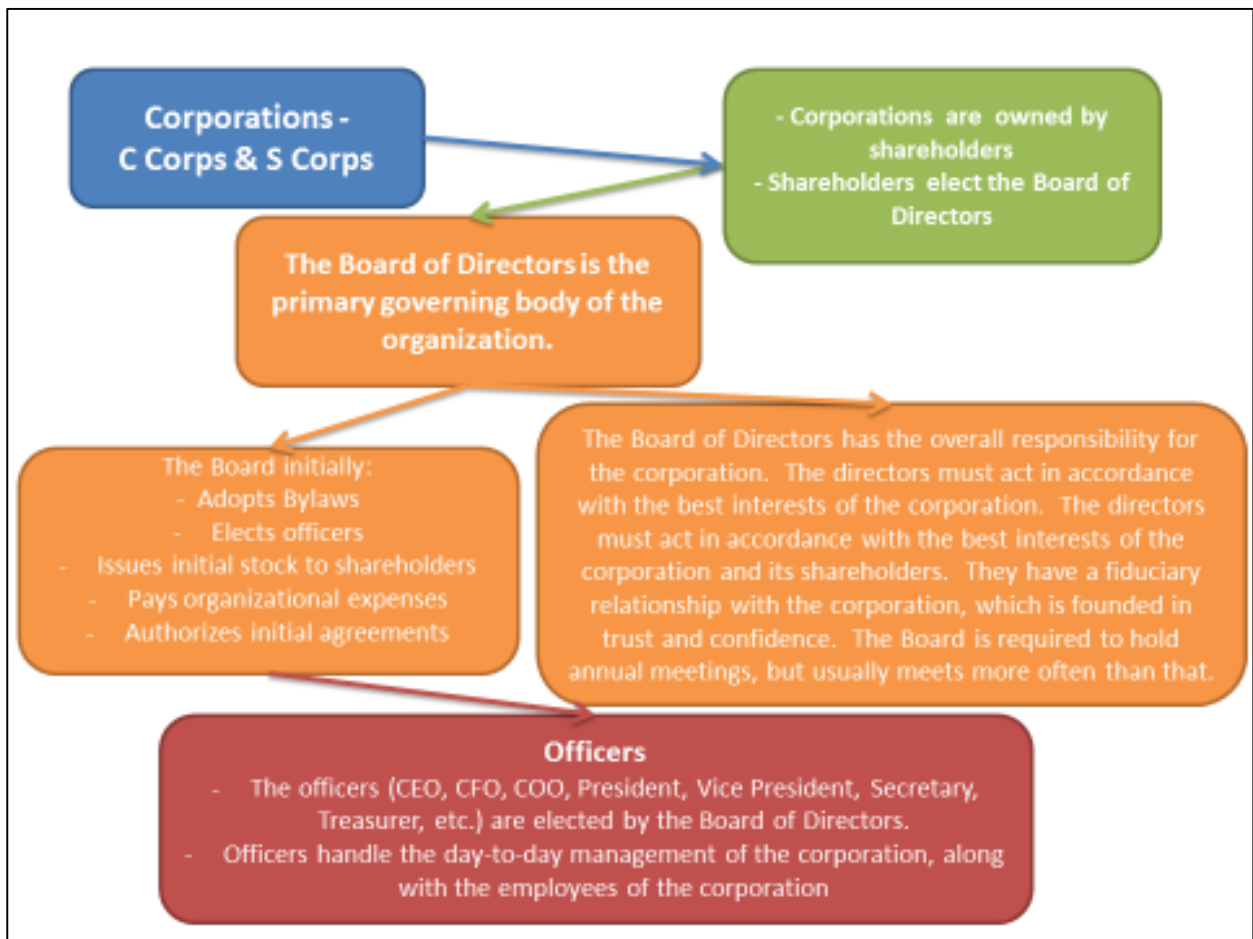 Corporations -
C Corps & S Corps
- Corporations are owned by
shareholders
- Shareholders elect the Board of
Directors
The Board of Directors is the
primary governing body of the
organization.
The Board initially:
- Adopts Bylaws
- Elects officers
- Issues initial stock to shareholders
- Pays organizational expenses
- Authorizes initial agreements
The Board of Directors has the overall responsibility for
the corporation. The directors must act in accordance
with the best interests of the corporation. The directors
must act in accordance with the best interests of the
corporation and its shareholders. They have a fiduciary
relationship with the corporation, which is founded in
trust and confidence. The Board is required to hold
annual meetings, but usually meets more often than that.
Officers
- The officers (CEO, CFO, COO, President, Vice President, Secretary,
Treasurer, etc.) are elected by the Board of Directors.
- Officers handle the day-to-day management of the corporation, along
with the employees of the corporation